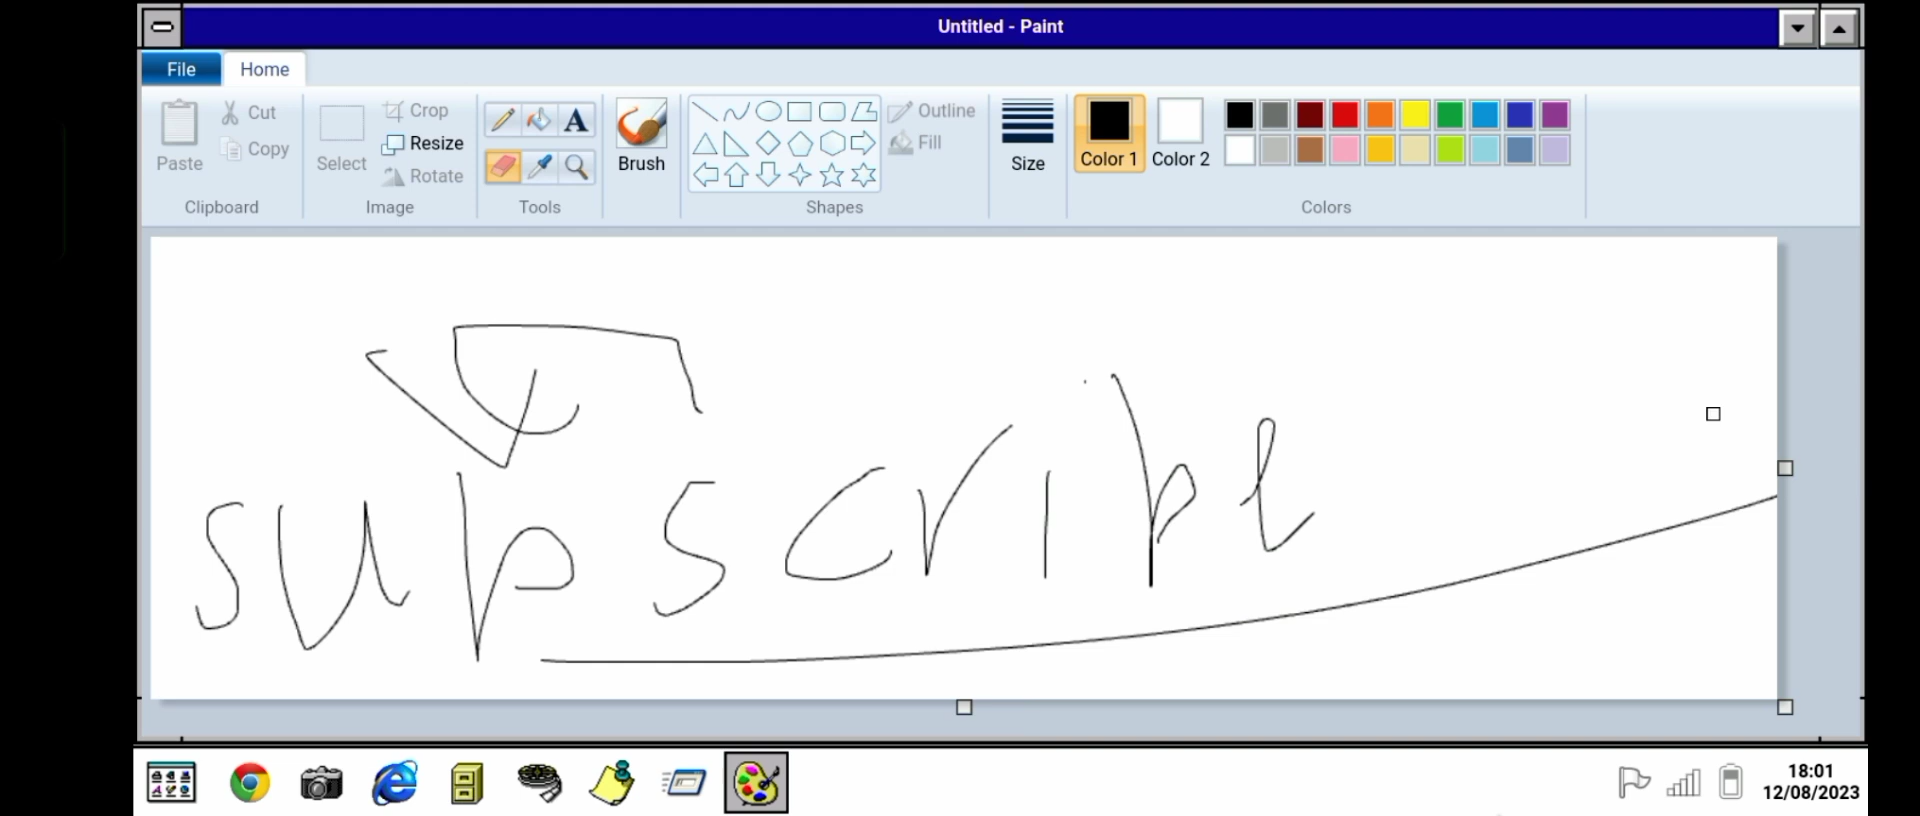 Untitled - Paint
File Home
Paste Cut Copy Select Crop Resize Rotate A Brush Outline Fill Size Color 1 Color 2
Clipboard Image Tools Shapes Colors
supscript
18:01
12/08/2023